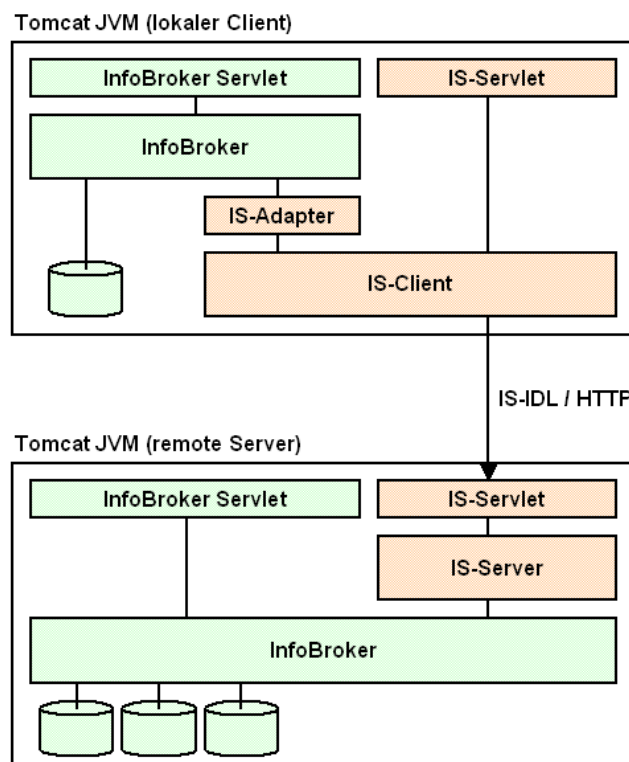 Tomcat JVM (lokaler Client)
InfoBroker Servlet
IS-Servlet
InfoBroker
IS-Adapter
IS-Client
IS-IDL / HTTP
Tomcat JVM (remote Server)
InfoBroker Servlet
IS-Servlet
IS-Server
InfoBroker